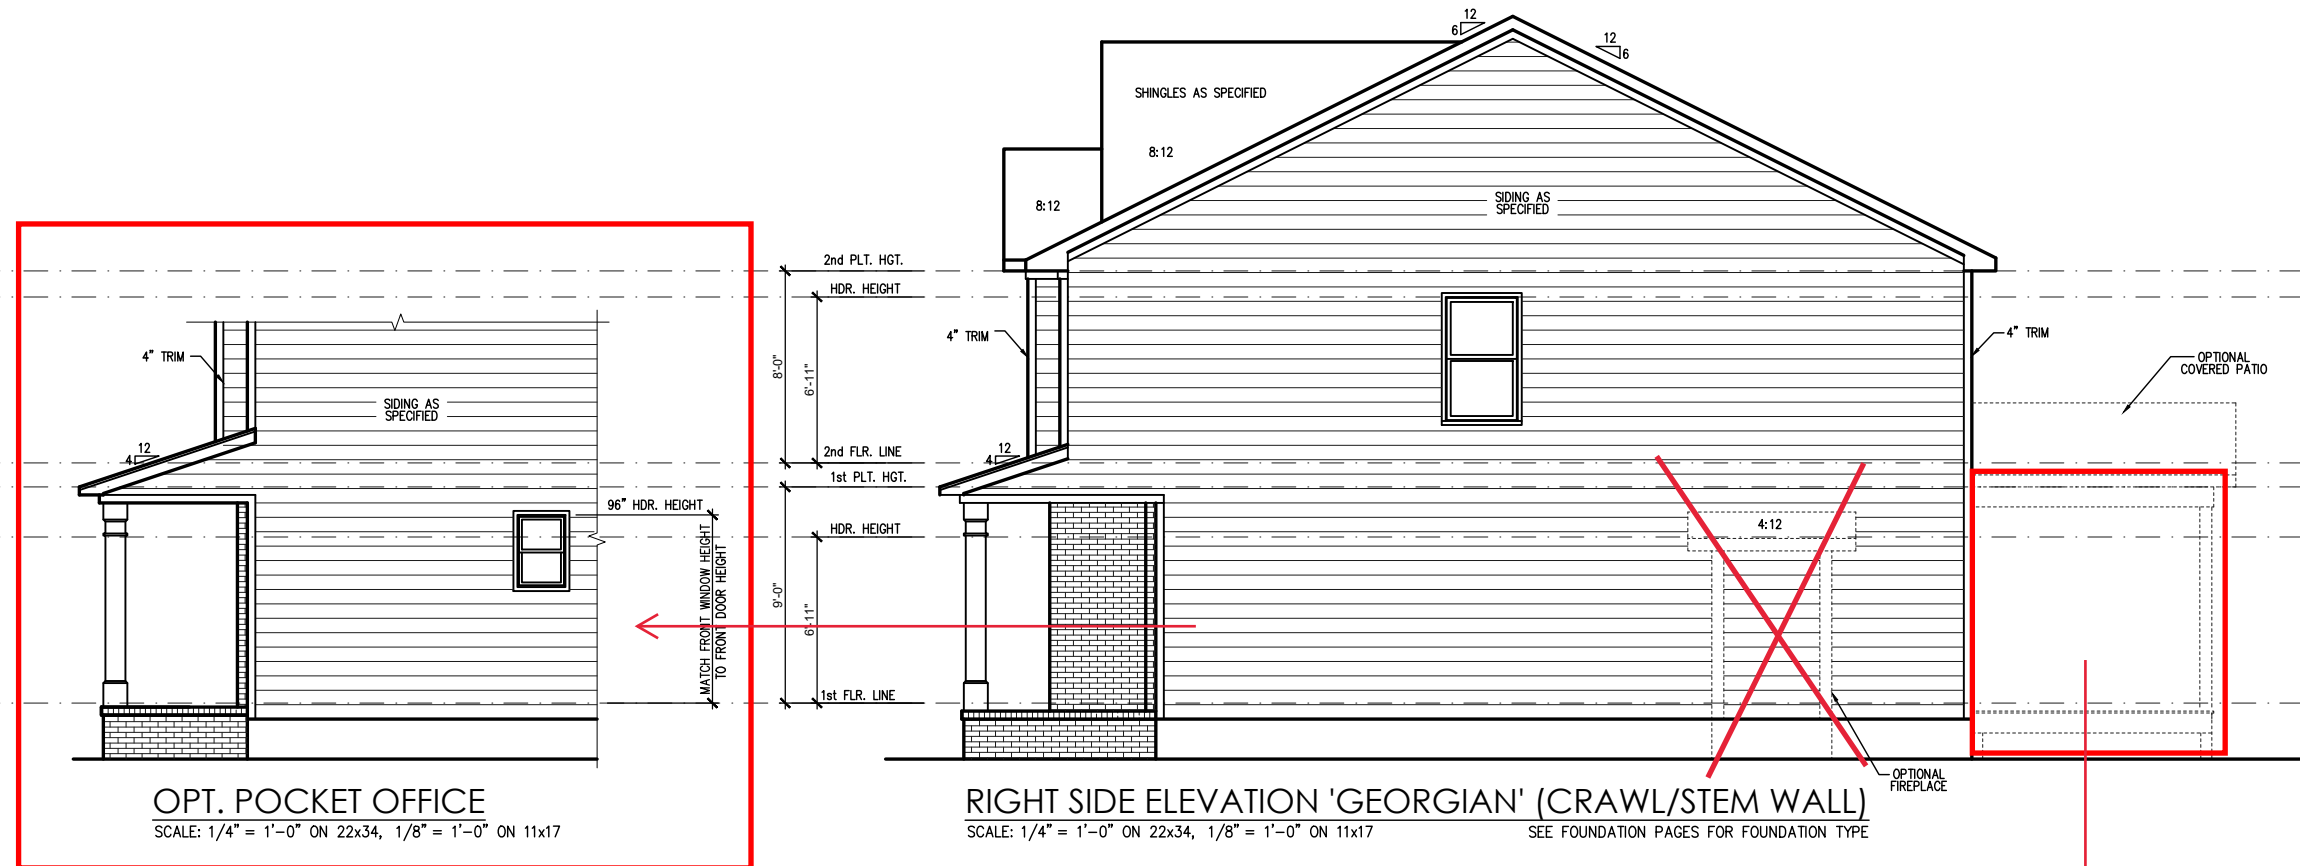 12
6
12
6
SHINGLES AS SPECIFIED
8:12
8:12
SIDING AS
SPECIFIED
2nd PLT. HGT.
HDR. HEIGHT
4" TRIM
4" TRIM
4" TRIM
8'-0"
6'-11"
OPTIONAL
COVERED PATIO
SIDING AS
SPECIFIED
12
4
12
4
2nd FLR. LINE
1st PLT. HGT.
96" HDR. HEIGHT
HDR. HEIGHT
4:12
MATCH FRONT WINDOW HEIGHT
TO FRONT DOOR HEIGHT
9'-0"
6'-11"
1st FLR. LINE
OPTIONAL
FIREPLACE
OPT. POCKET OFFICE
SCALE: 1/4" = 1'-0" ON 22x34, 1/8" = 1'-0" ON 11x17
RIGHT SIDE ELEVATION 'GEORGIAN' (CRAWL/STEM WALL)
SCALE: 1/4" = 1'-0" ON 22x34, 1/8" = 1'-0" ON 11x17
SEE FOUNDATION PAGES FOR FOUNDATION TYPE